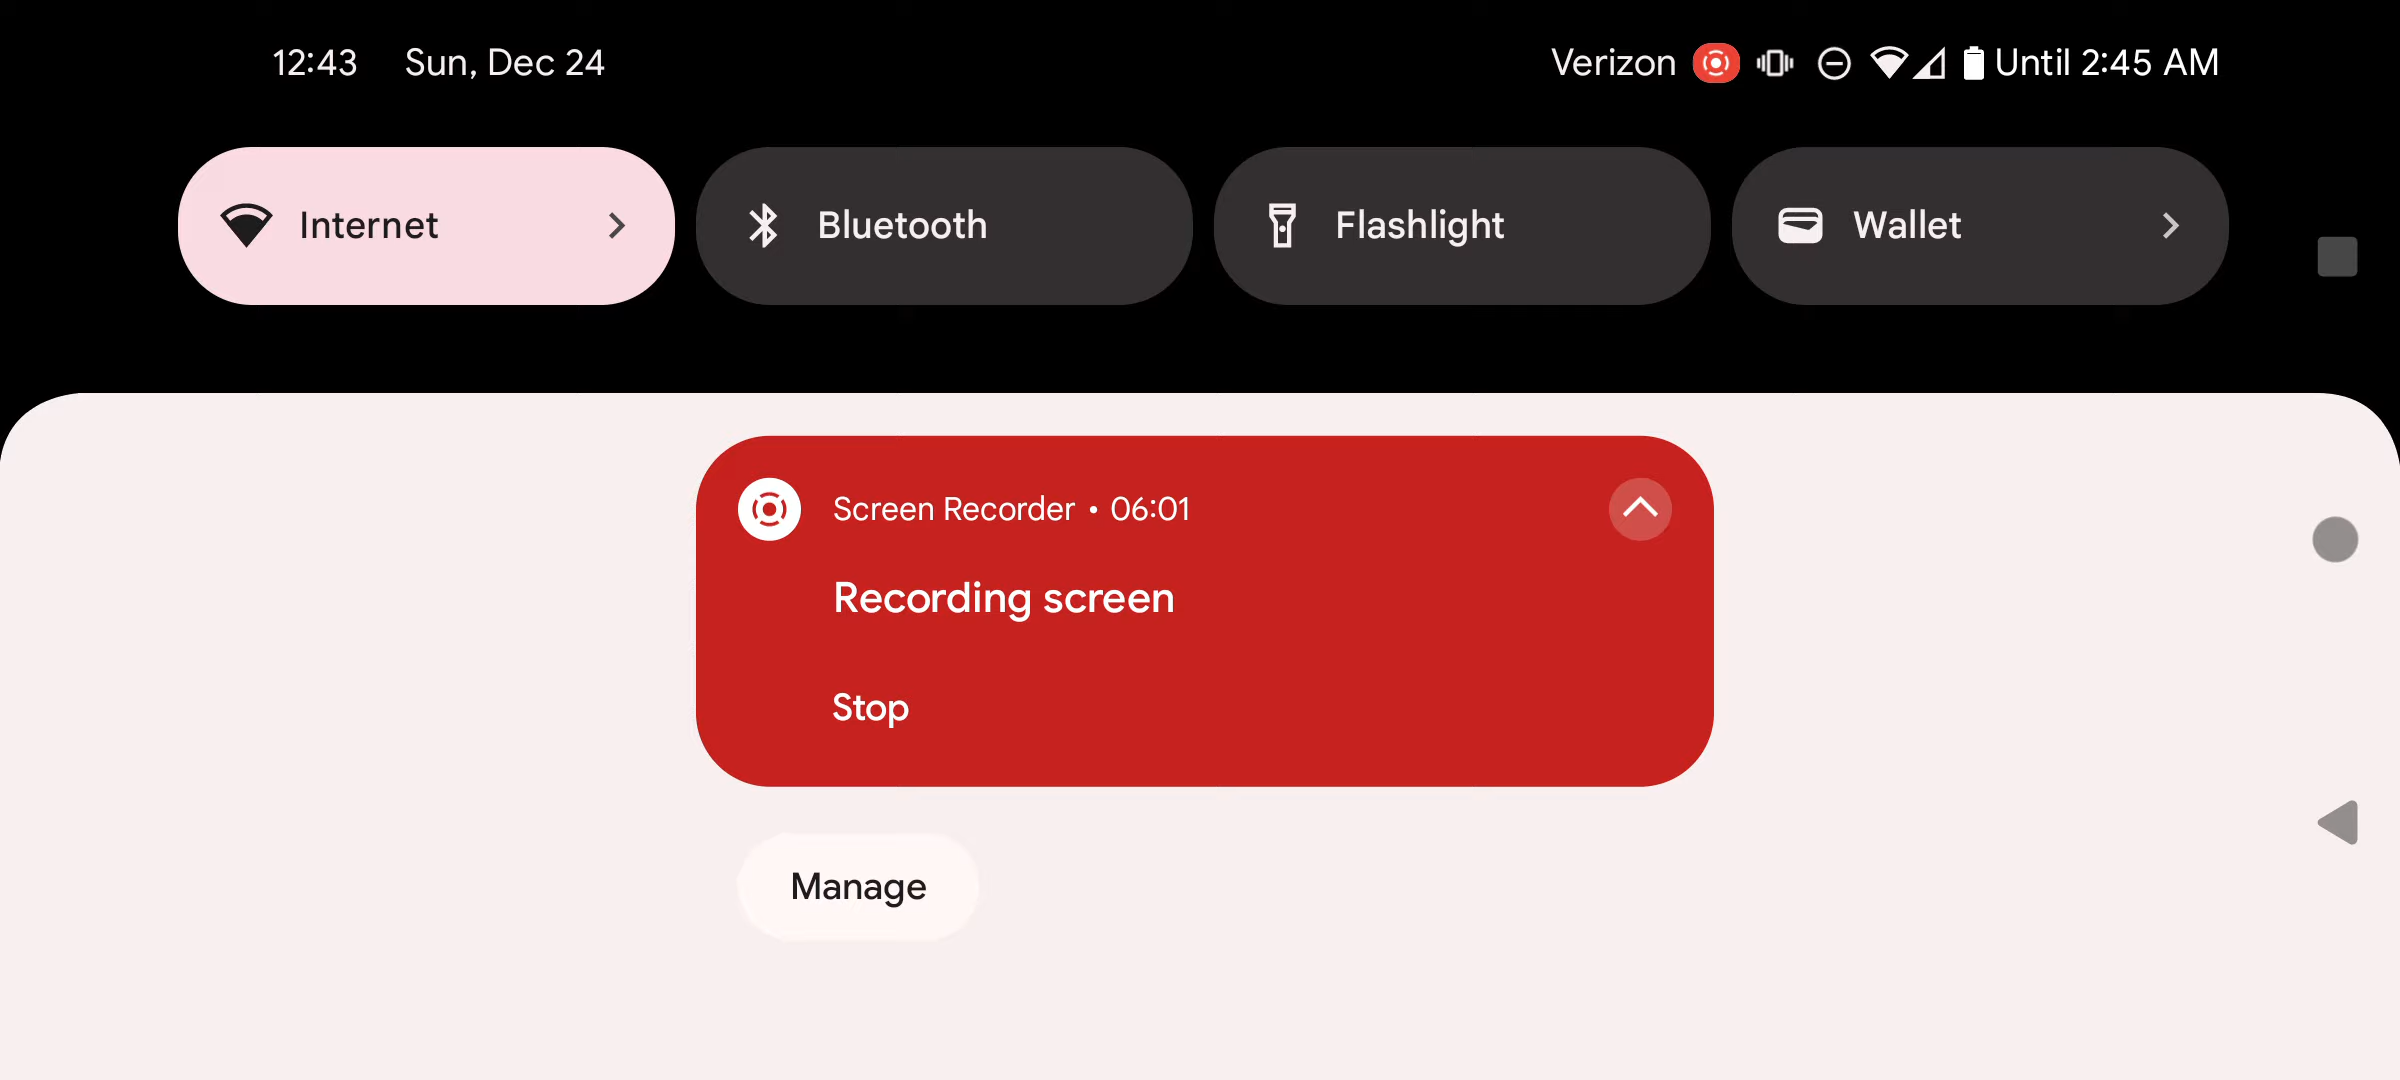 12:43 Sun, Dec 24 Verizon Until 2:45 AM
Internet Bluetooth Flashlight Wallet
Screen Recorder • 06:01
Recording screen
Stop
Manage